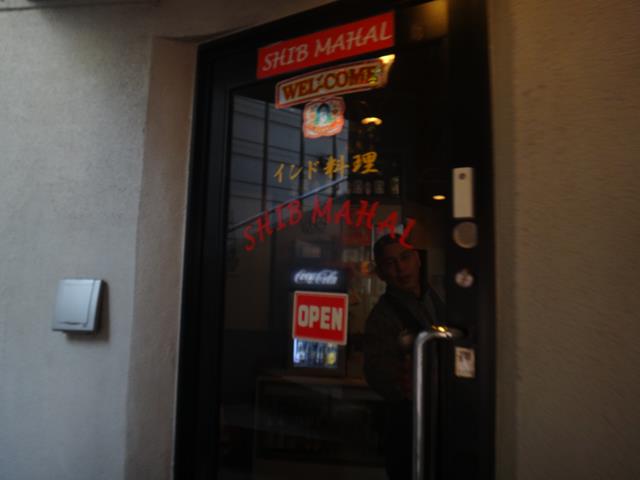 SHIB MAHAL
WELCOME
インド料理
SHIB MAHAL
Coca-Cola
OPEN